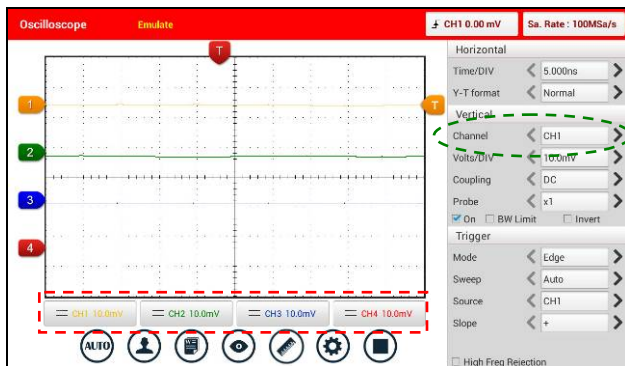 Oscilloscope Emulate CH1 0.00 mV Sa. Rate : 100MSa/s
T
Horizontal
Time/DIV 5.000ns
Y-T format Normal
1 T
Vertical
Channel CH1
2
Volts/DIV 10.0mV
Coupling DC
3
Probe x1
On BW Limit Invert
Trigger
4
Mode Edge
Sweep Auto
CH1 10.0mV CH2 10.0mV CH3 10.0mV CH4 10.0mV
Source CH1
Slope +
AUTO
High Freq Rejection